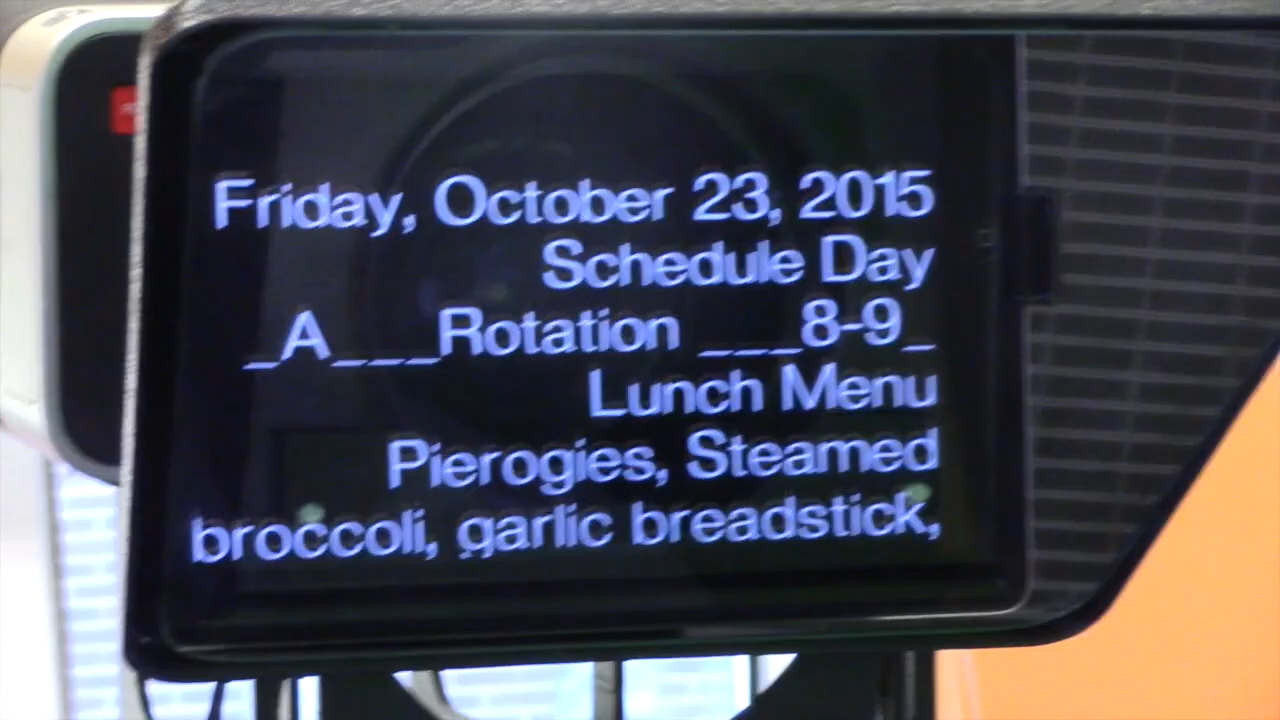 Friday, October 23, 2015
Schedule Day
_A___Rotation ___8-9_
Lunch Menu
Pierogies, Steamed
broccoli, garlic breadstick,